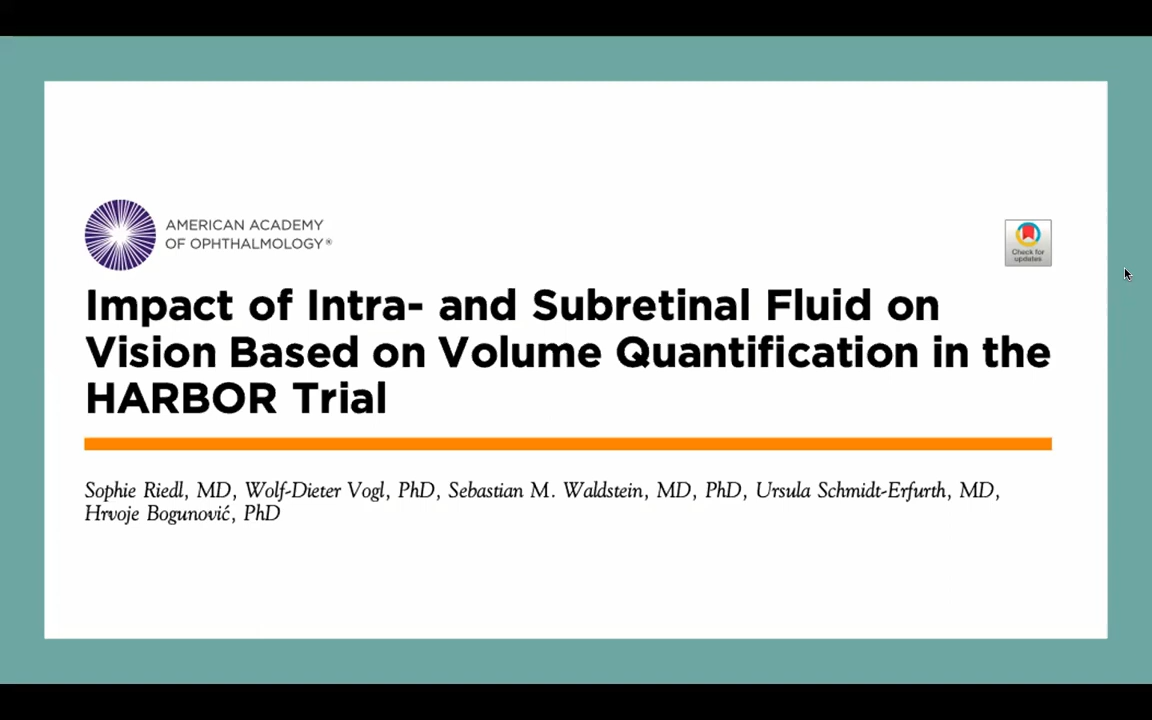 AMERICAN ACADEMY
OF OPHTHALMOLOGY®
Check for
updates
Impact of Intra- and Subretinal Fluid on
Vision Based on Volume Quantification in the
HARBOR Trial
Sophie Riedl, MD, Wolf-Dieter Vogl, PhD, Sebastian M. Waldstein, MD, PhD, Ursula Schmidt-Erfurth, MD,
Hrvoje Bogunović, PhD